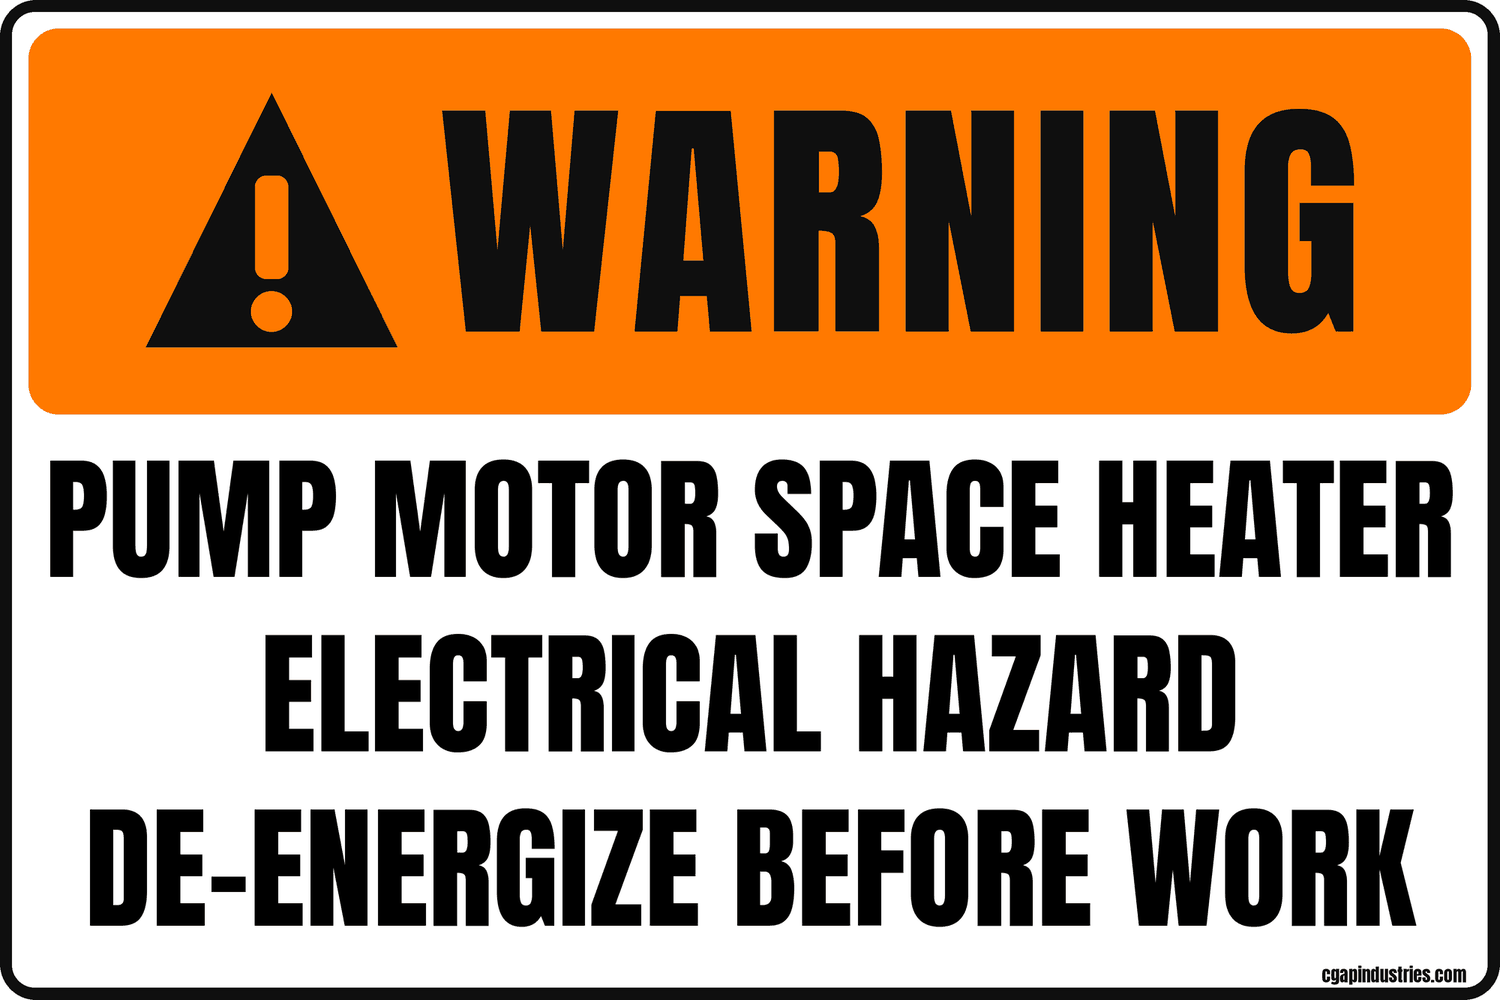 WARNING
PUMP MOTOR SPACE HEATER
ELECTRICAL HAZARD
DE-ENERGIZE BEFORE WORK
cgapindustries.com